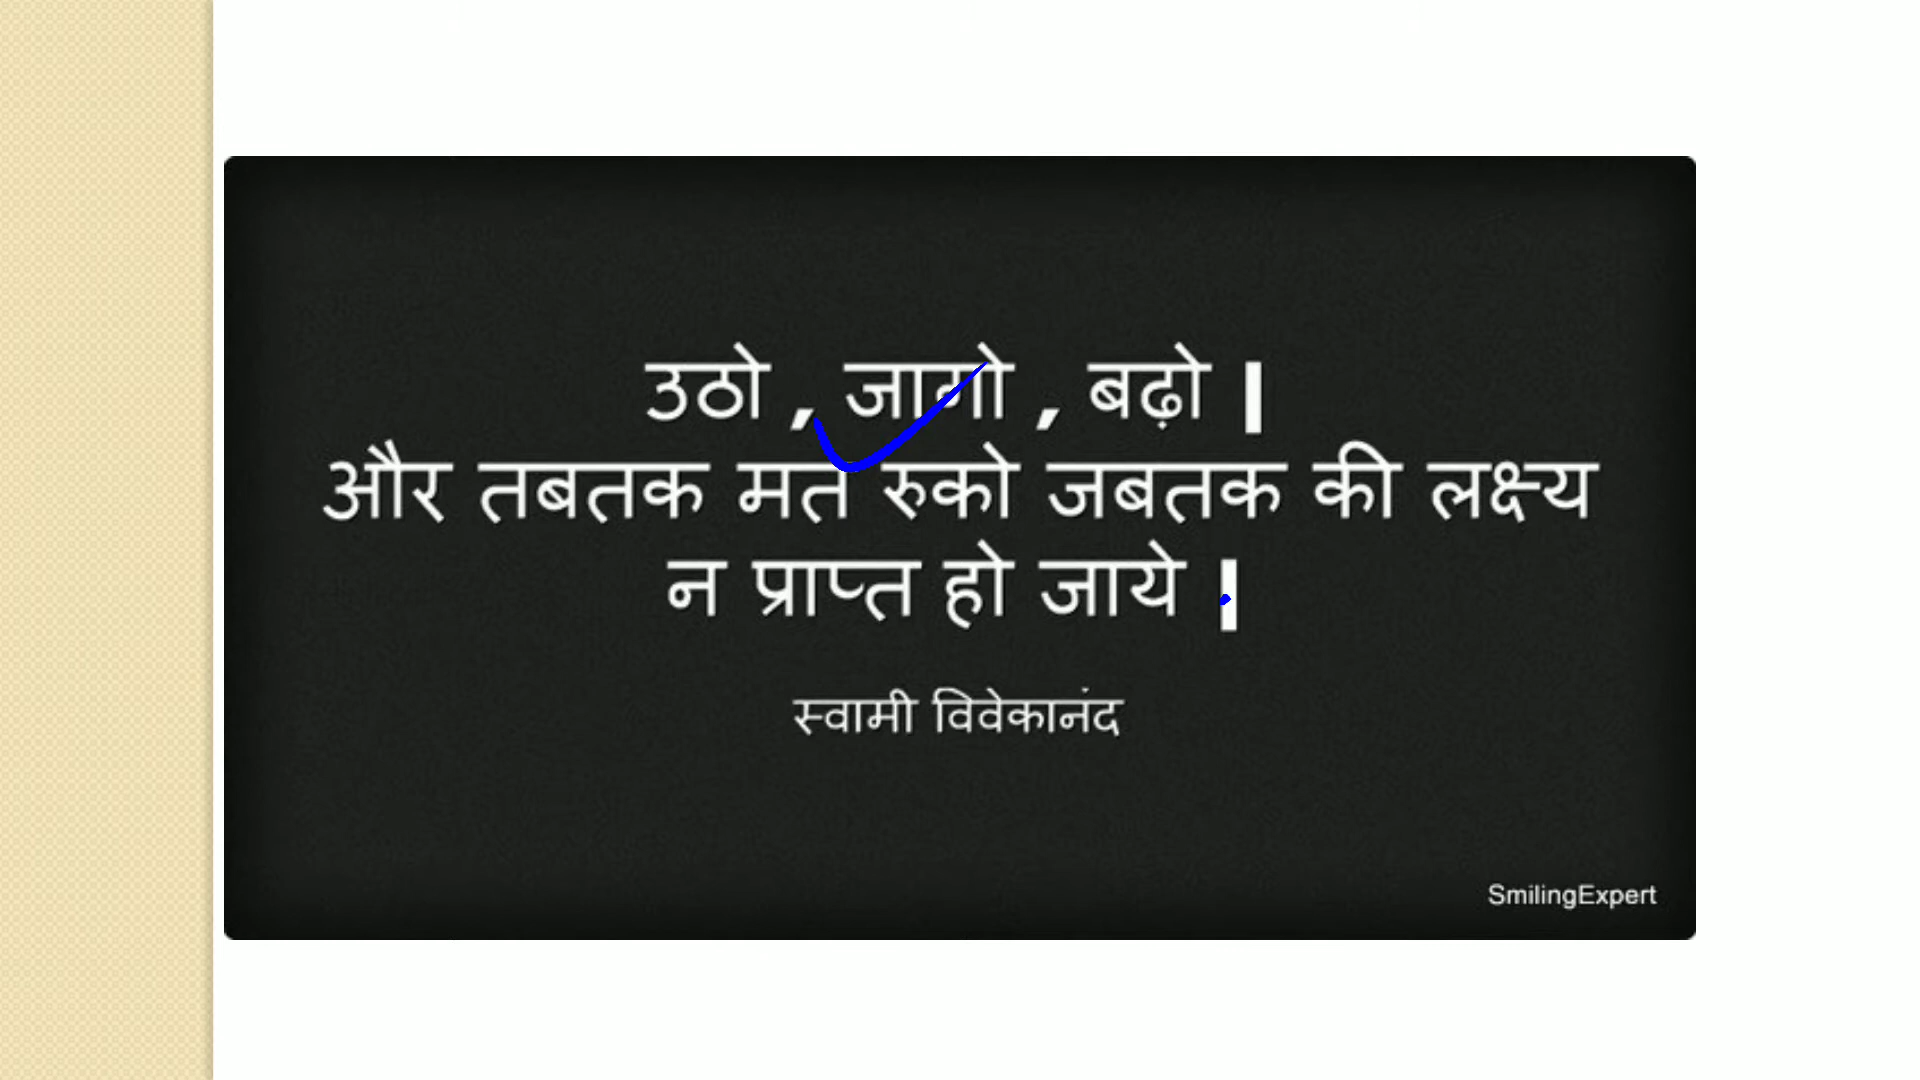 उठो , जागो , बढ़ो |
और तबतक मत रुको जबतक की लक्ष्य
न प्राप्त हो जाये |
स्वामी विवेकानंद
SmilingExpert